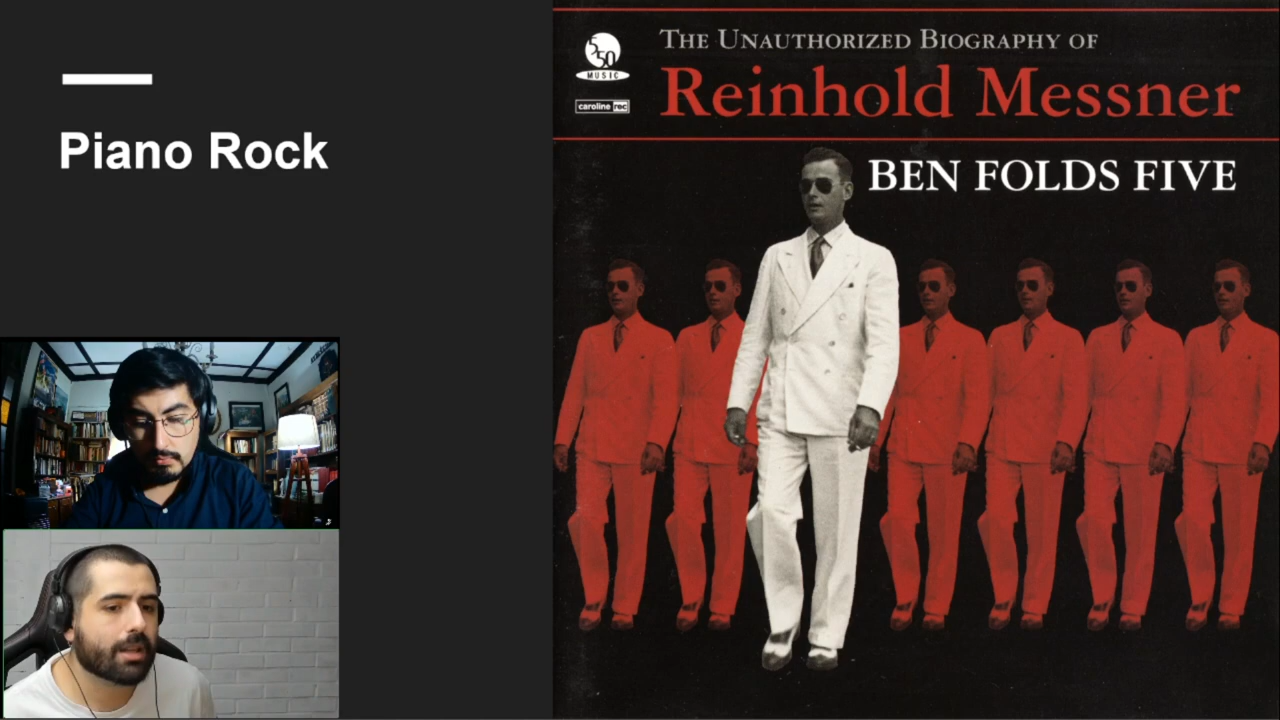 Piano Rock
550
MUSIC
caroline rec
THE UNAUTHORIZED BIOGRAPHY OF
Reinhold Messner
BEN FOLDS FIVE